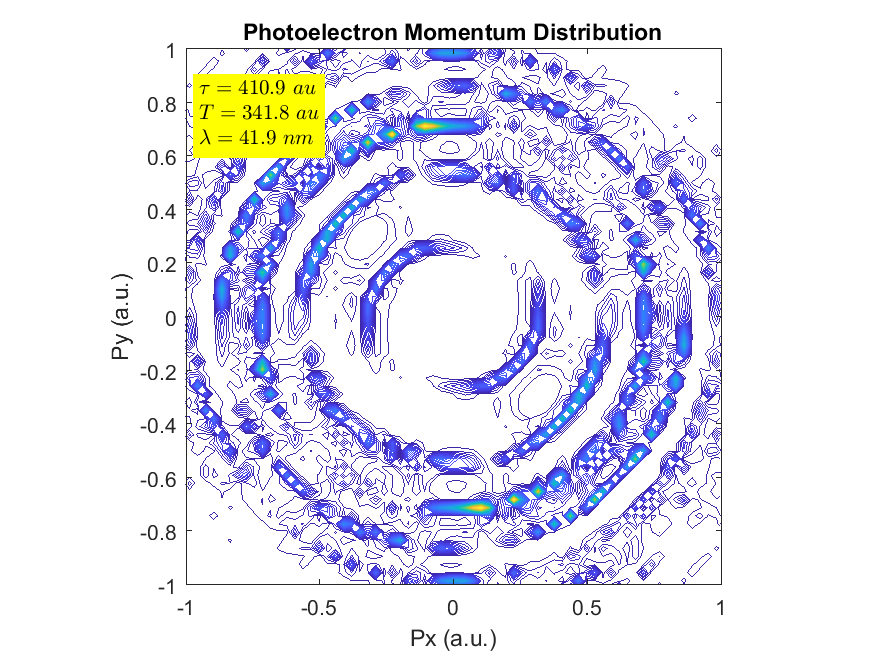 Photoelectron Momentum Distribution
τ = 410.9 au
T = 341.8 au
λ = 41.9 nm
1
0.8
0.6
0.4
0.2
0
-0.2
-0.4
-0.6
-0.8
-1
Py (a.u.)
-1 -0.5 0 0.5 1
Px (a.u.)